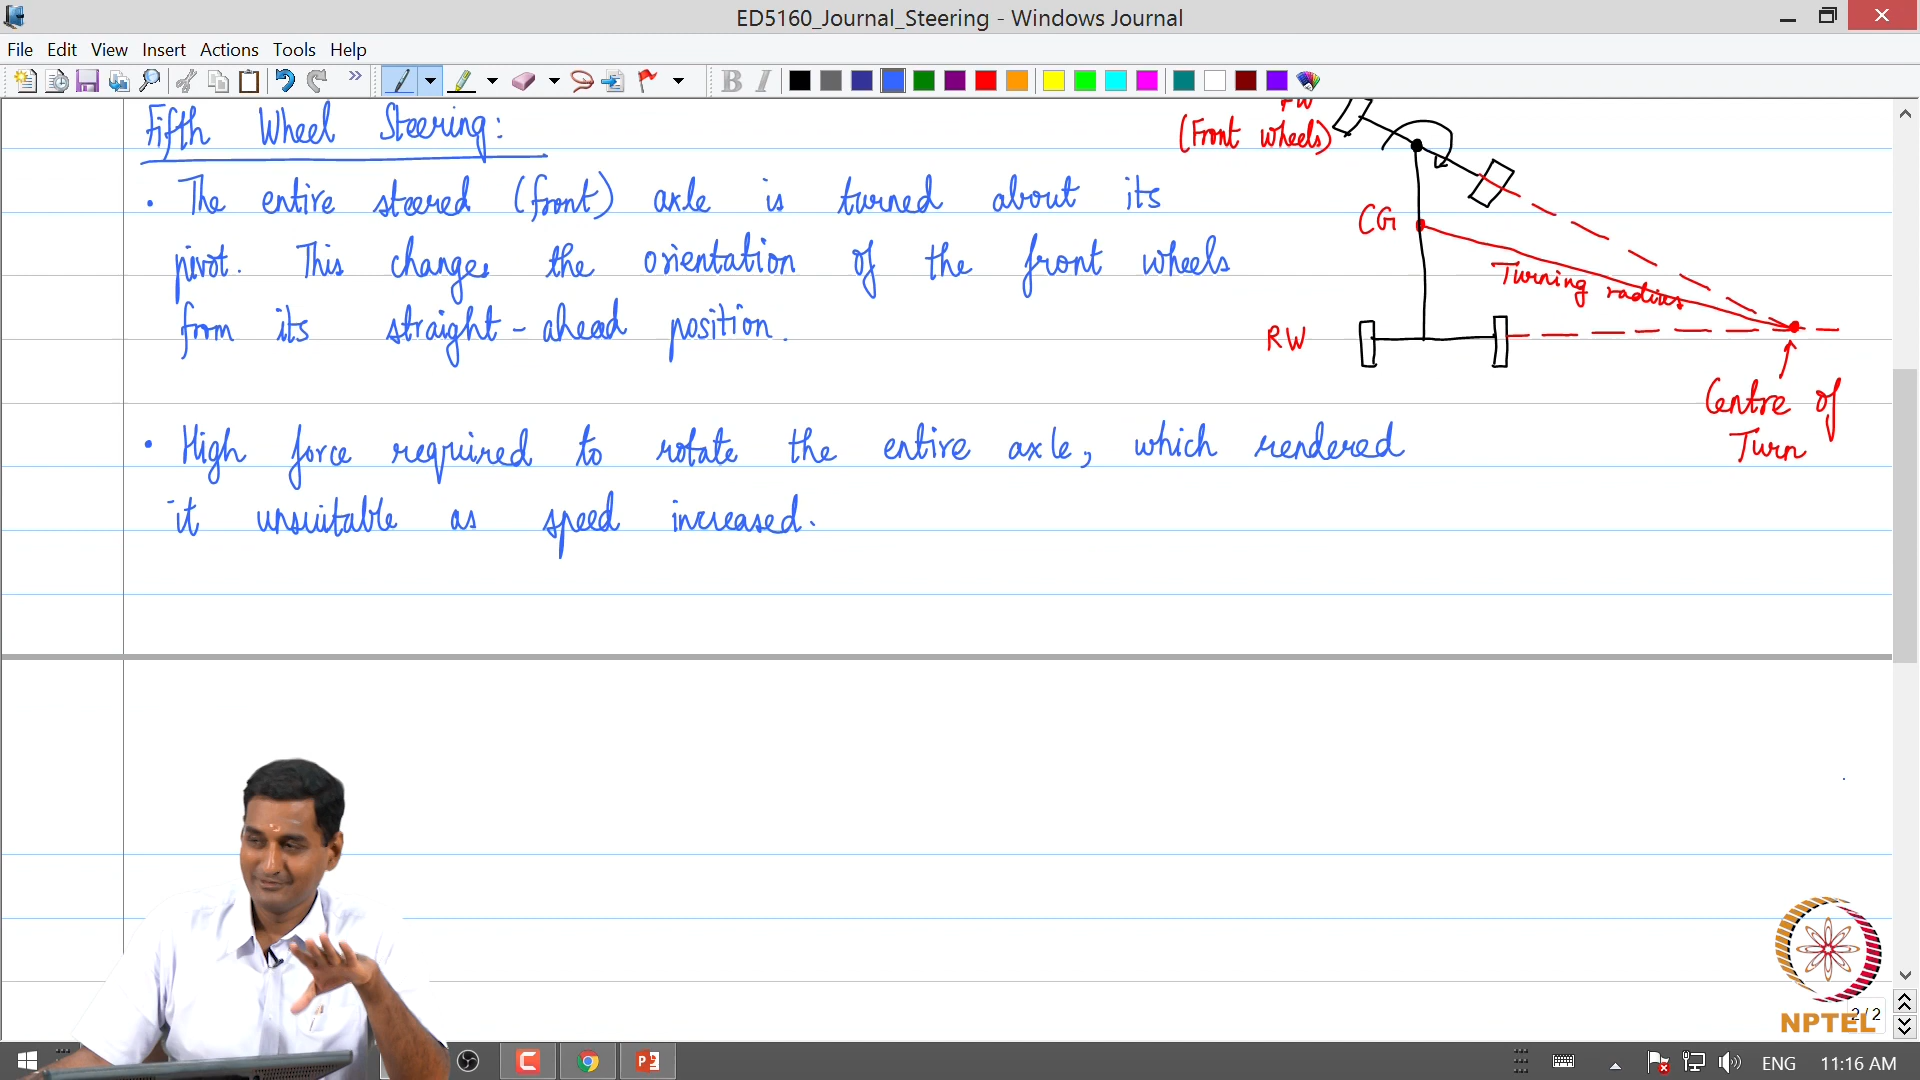 ED5160_Journal_Steering - Windows Journal
File Edit View Insert Actions Tools Help
B I
Fifth Wheel Steering:
• The entire steered (front) axle is turned about its
pivot. This changes the orientation of the front wheels
from its straight-ahead position.
• High force required to rotate the entire axle, which rendered
it unsuitable as speed increased.
FW
(Front wheels)
CG
Turning radius
RW
Centre of
Turn
2/2
NPTEL
ENG 11:16 AM